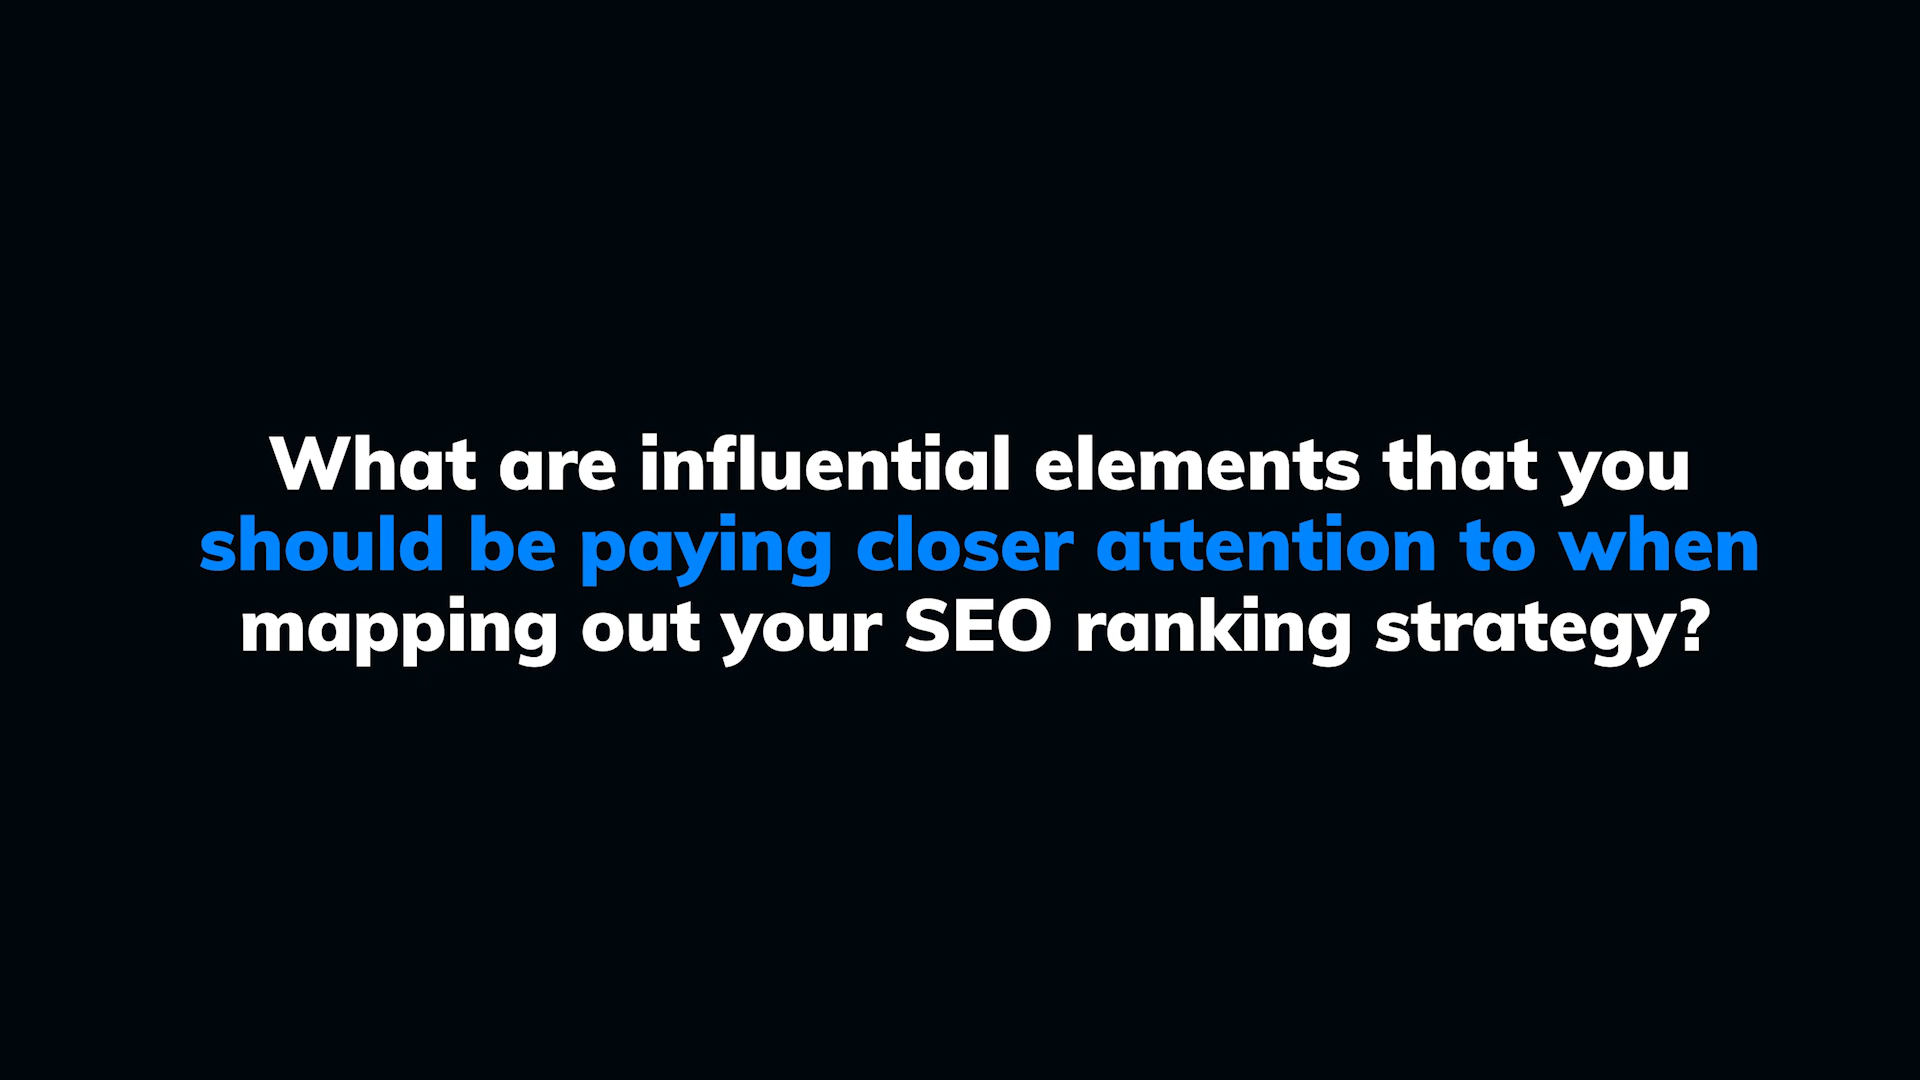 What are influential elements that you
should be paying closer attention to when
mapping out your SEO ranking strategy?